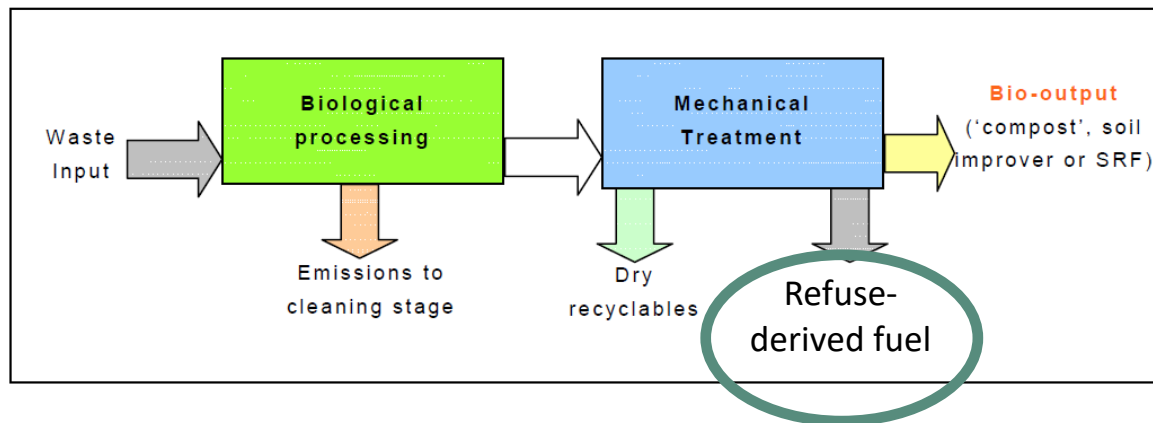 Biological
processing
Mechanical
Treatment
Bio-output
(‘compost’, soil
improver or SRF)
Waste
Input
Emissions to
cleaning stage
Dry
recyclables
Refuse-
derived fuel